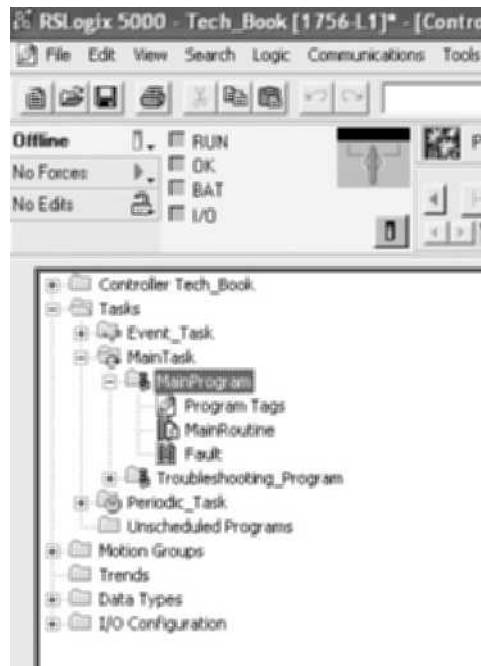 RSLogix 5000 - Tech_Book [1756-L1]* - [Contro
File Edit View Search Logic Communications Tools
Offline
RUN
No Forces
OK
No Edits
BAT
I/O
P
Controller Tech_Book
Tasks
Event_Task
MainTask
MainProgram
Program Tags
MainRoutine
Fault
Troubleshooting_Program
Periodic_Task
Unscheduled Programs
Motion Groups
Trends
Data Types
I/O Configuration